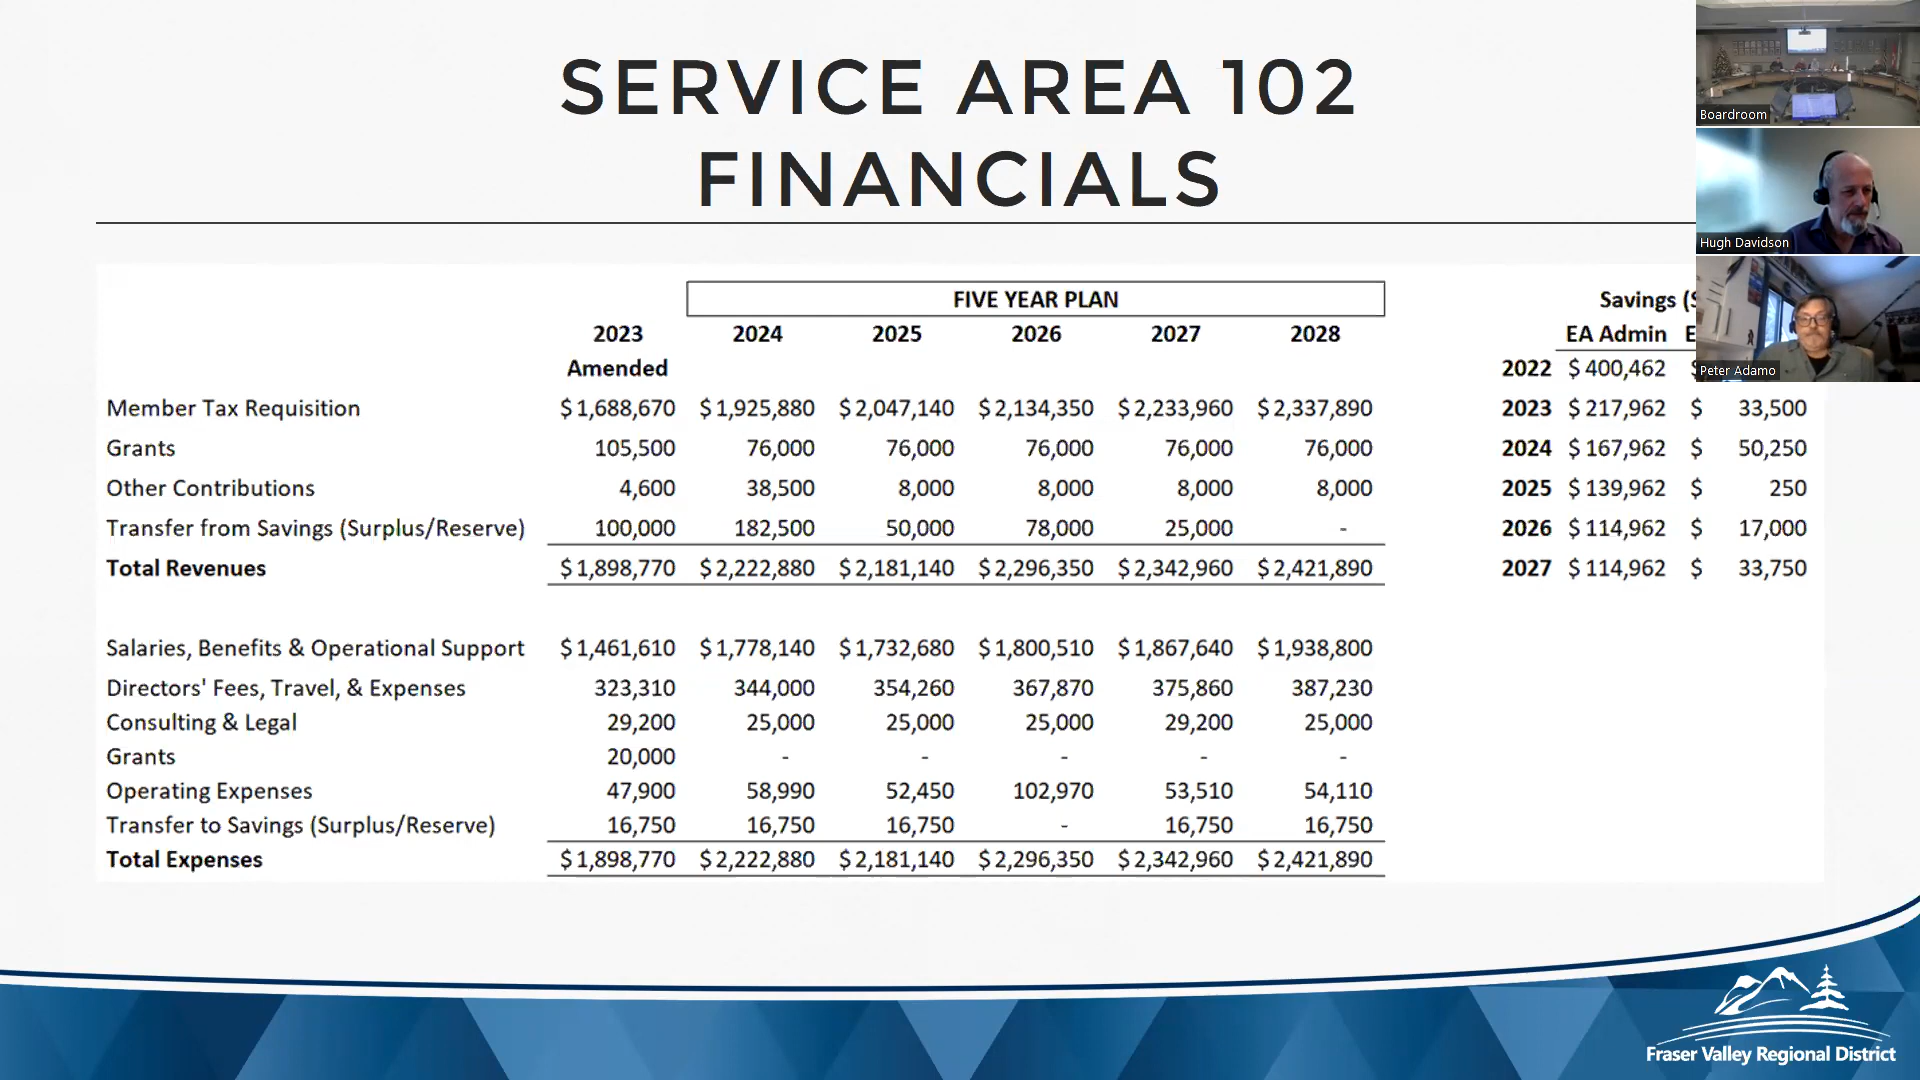 SERVICE AREA 102
FINANCIALS
FIVE YEAR PLAN
2023 2024 2025 2026 2027 2028
Amended
Member Tax Requisition $ 1,688,670 $ 1,925,880 $ 2,047,140 $ 2,134,350 $ 2,233,960 $ 2,337,890
Grants 105,500 76,000 76,000 76,000 76,000 76,000
Other Contributions 4,600 38,500 8,000 8,000 8,000 8,000
Transfer from Savings (Surplus/Reserve) 100,000 182,500 50,000 78,000 25,000 -
Total Revenues $ 1,898,770 $ 2,222,880 $ 2,181,140 $ 2,296,350 $ 2,342,960 $ 2,421,890
Salaries, Benefits & Operational Support $ 1,461,610 $ 1,778,140 $ 1,732,680 $ 1,800,510 $ 1,867,640 $ 1,938,800
Directors' Fees, Travel, & Expenses 323,310 344,000 354,260 367,870 375,860 387,230
Consulting & Legal 29,200 25,000 25,000 25,000 29,200 25,000
Grants 20,000 - - - - -
Operating Expenses 47,900 58,990 52,450 102,970 53,510 54,110
Transfer to Savings (Surplus/Reserve) 16,750 16,750 16,750 - 16,750 16,750
Total Expenses $ 1,898,770 $ 2,222,880 $ 2,181,140 $ 2,296,350 $ 2,342,960 $ 2,421,890
Savings
EA Admin
2022 $ 400,462
2023 $ 217,962 $ 33,500
2024 $ 167,962 $ 50,250
2025 $ 139,962 $ 250
2026 $ 114,962 $ 17,000
2027 $ 114,962 $ 33,750
Boardroom
Hugh Davidson
Peter Adamo
Fraser Valley Regional District